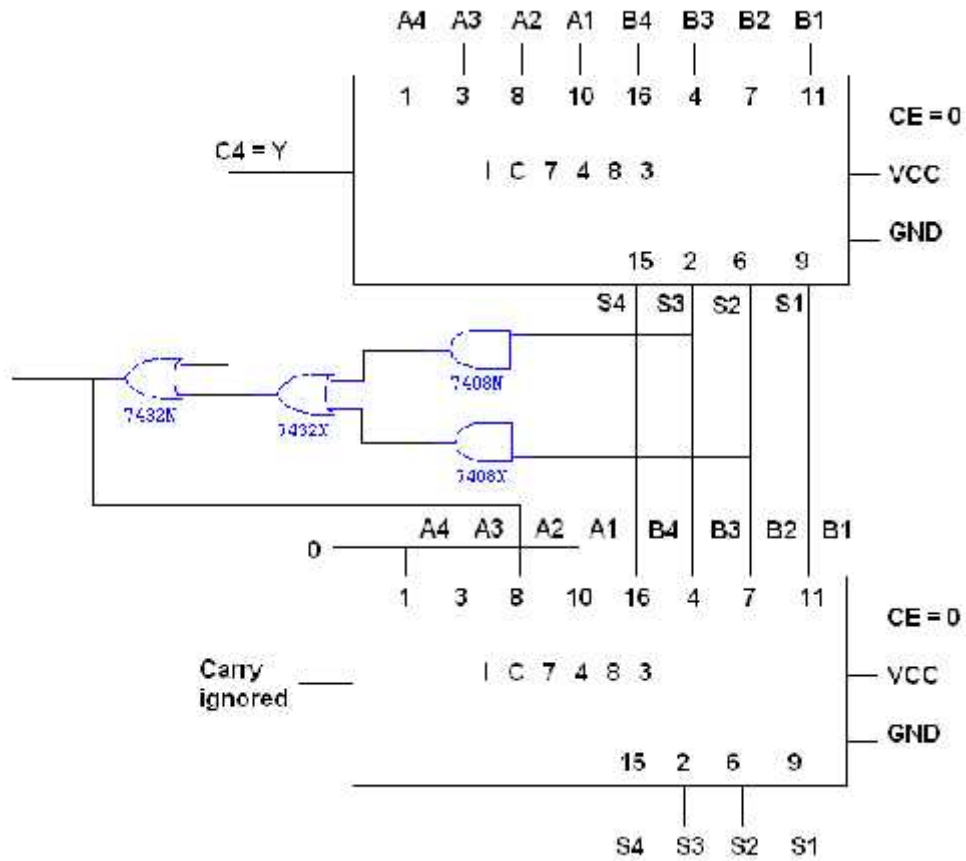 A4 A3 A2 A1 B4 B3 B2 B1
1 3 8 10 16 4 7 11
CE = 0
C4 = Y
I C 7 4 8 3
VCC
GND
15 2 6 9
S4 S3 S2 S1
7408N
7432N
7432N
7408N
A4 A3 A2 A1 B4 B3 B2 B1
0
1 3 8 10 16 4 7 11
CE = 0
Carry
ignored
I C 7 4 8 3
VCC
GND
15 2 6 9
S4 S3 S2 S1